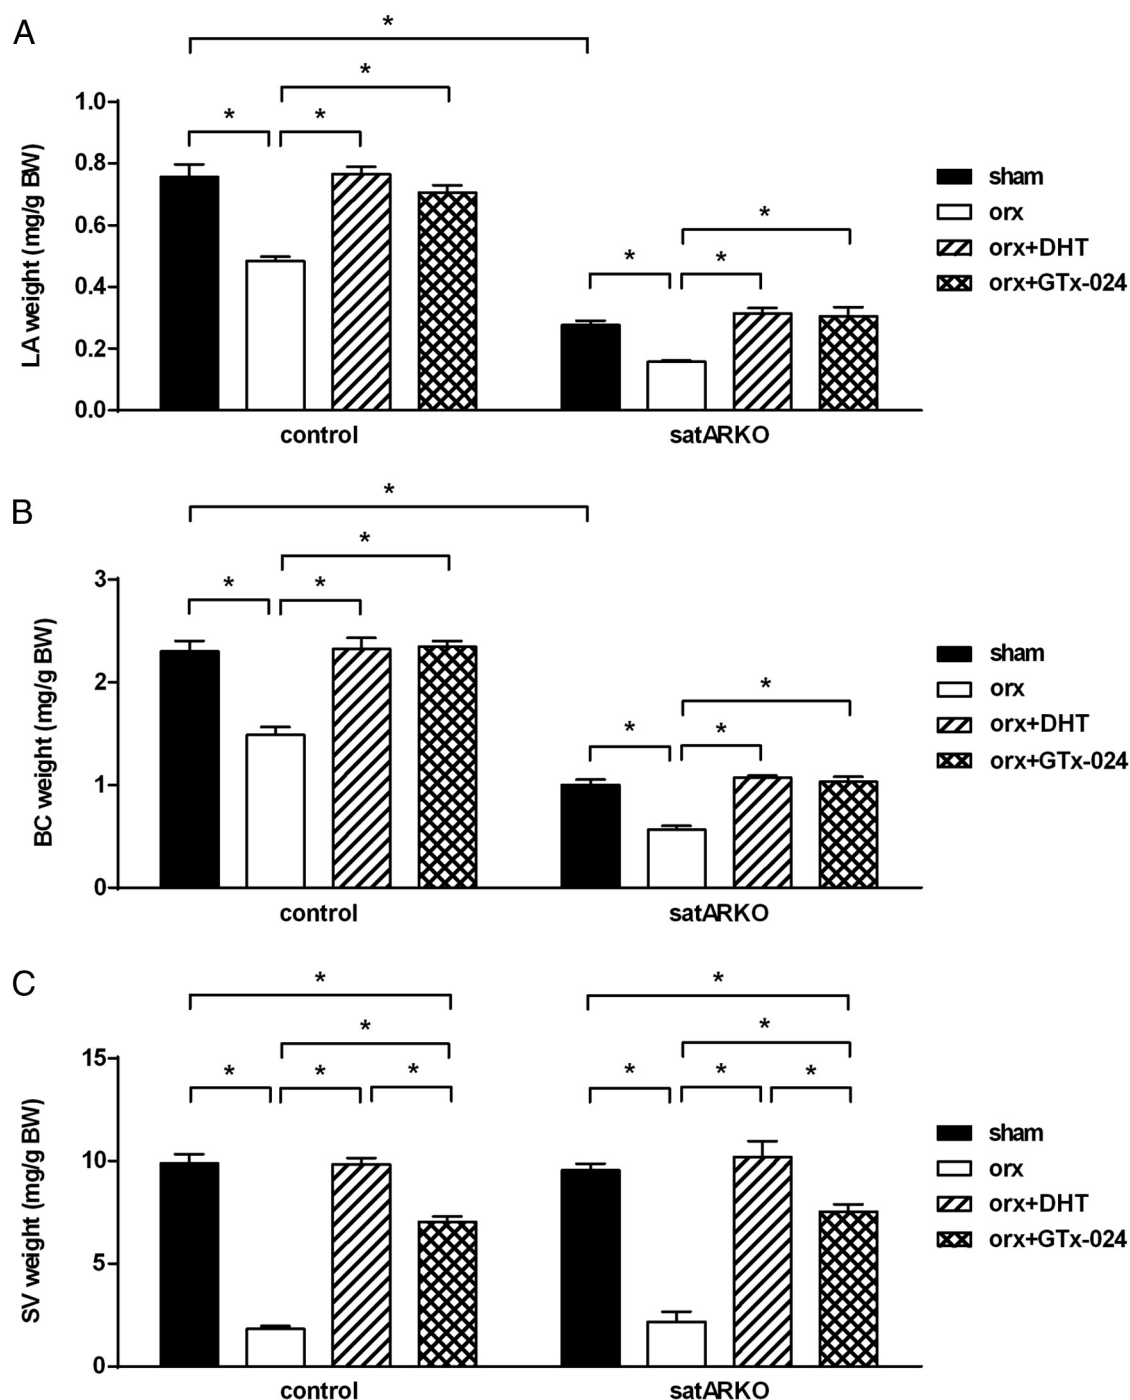 A
*
*
* *
1.0
0.8
0.6
0.4
0.2
0.0
LA weight (mg/g BW)
*
* *
control satARKO
sham
orx
orx+DHT
orx+GTx-024
B
*
*
* *
3
2
1
0
BC weight (mg/g BW)
*
* *
control satARKO
sham
orx
orx+DHT
orx+GTx-024
C
* *
* *
* * * * * *
15
10
5
0
SV weight (mg/g BW)
control satARKO
sham
orx
orx+DHT
orx+GTx-024